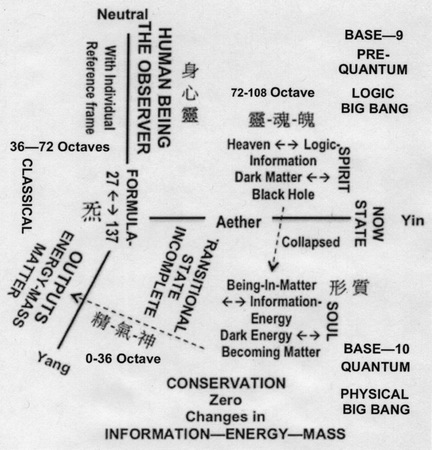 Neutral
HUMAN BEING
THE OBSERVER
With Individual
Reference frame
身
心
靈
BASE—9
PRE-
QUANTUM
LOGIC
BIG BANG
72-108 Octave
靈-魂-魄
Heaven ←→ Logic-
Information
Dark Matter ←→
Black Hole
SPIRIT
36—72 Octaves
CLASSICAL
炁
FORMULA-
27 ←→ 137
Aether
NOW
STATE
Yin
Collapsed
OUTPUTS
ENERGY-MASS
MATTER
TRANSITIONAL
STATE
INCOMPLETE
Being-In-Matter
←→ Information-
Energy
Dark Energy ←→
Becoming Matter
形 質
SOUL
精-氣-神
Yang
0-36 Octave
BASE—10
QUANTUM
PHYSICAL
BIG BANG
CONSERVATION
Zero
Changes in
INFORMATION—ENERGY—MASS